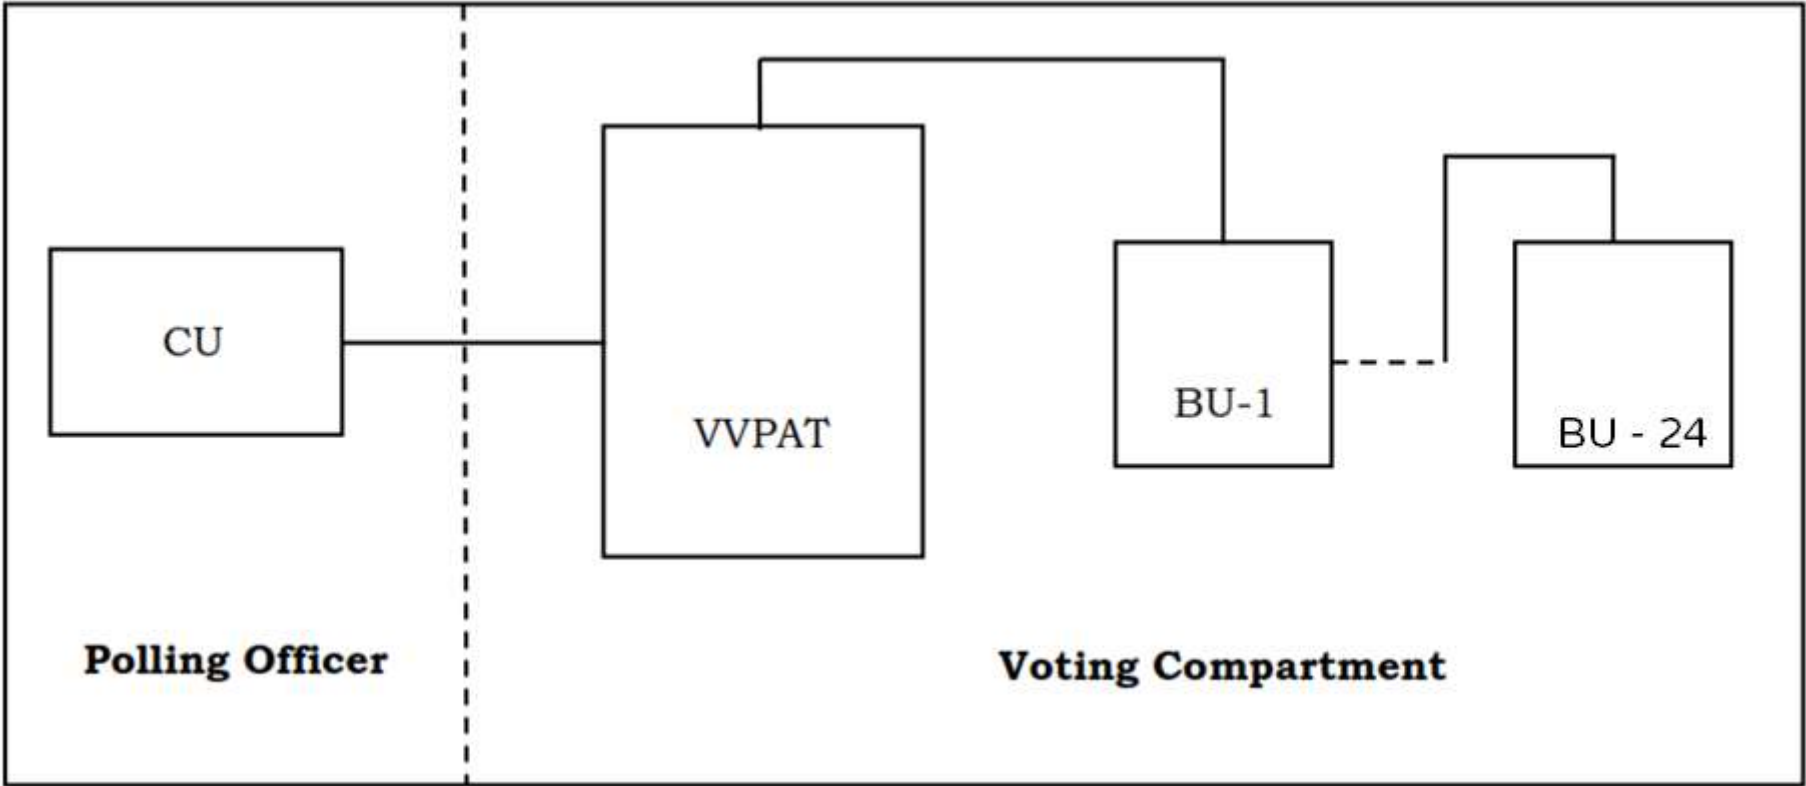 CU
VVPAT
BU-1
BU - 24
Polling Officer
Voting Compartment